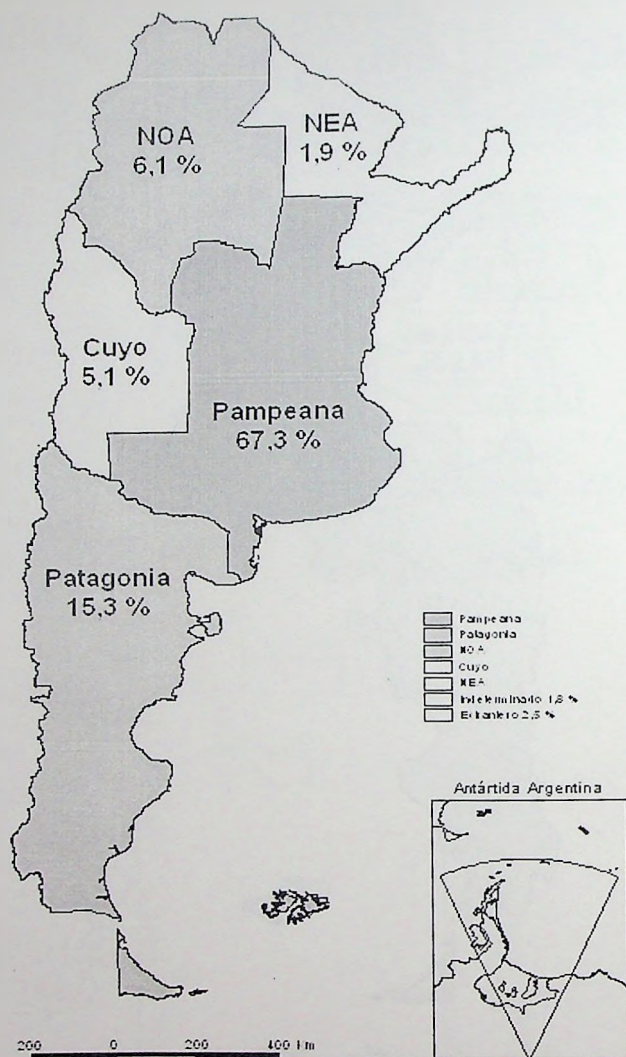 NOA
6,1 %
NEA
1,9 %
Cuyo
5,1 %
Pampeana
67,3 %
Patagonia
15,3 %
Pampeana
Patagonia
NOA
Cuyo
NEA
Indeterminado 1,8 %
2,5 %
Antártida Argentina
200 0 200 400 Km